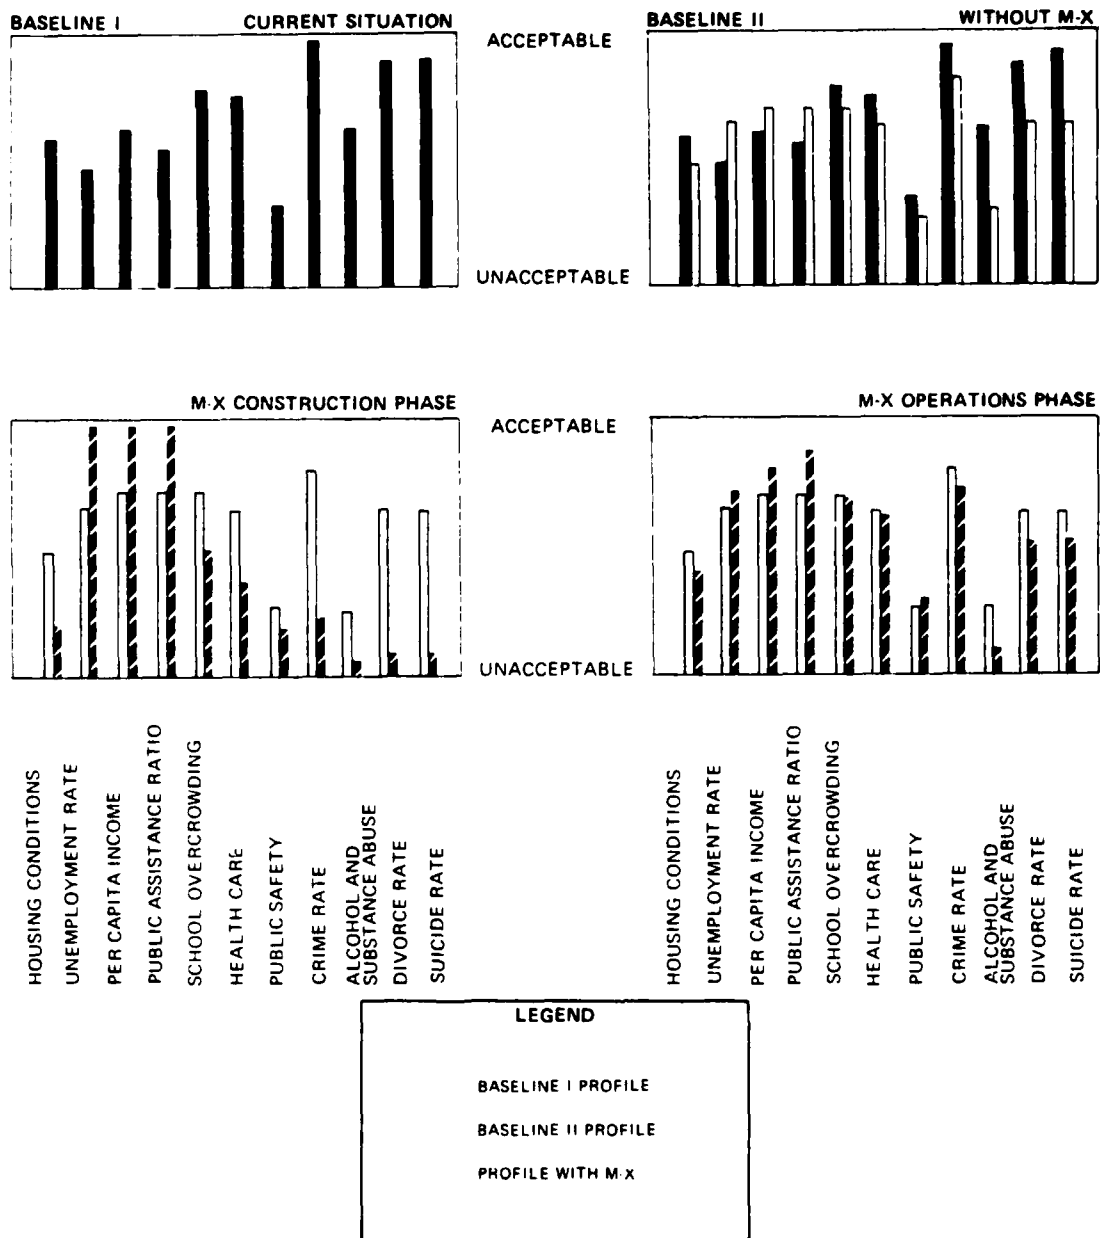 BASELINE I CURRENT SITUATION
ACCEPTABLE
UNACCEPTABLE
BASELINE II WITHOUT M-X
M-X CONSTRUCTION PHASE
ACCEPTABLE
UNACCEPTABLE
M-X OPERATIONS PHASE
HOUSING CONDITIONS
UNEMPLOYMENT RATE
PER CAPITA INCOME
PUBLIC ASSISTANCE RATIO
SCHOOL OVERCROWDING
HEALTH CARE
PUBLIC SAFETY
CRIME RATE
ALCOHOL AND
SUBSTANCE ABUSE
DIVORCE RATE
SUICIDE RATE
HOUSING CONDITIONS
UNEMPLOYMENT RATE
PER CAPITA INCOME
PUBLIC ASSISTANCE RATIO
SCHOOL OVERCROWDING
HEALTH CARE
PUBLIC SAFETY
CRIME RATE
ALCOHOL AND
SUBSTANCE ABUSE
DIVORCE RATE
SUICIDE RATE
LEGEND
BASELINE I PROFILE
BASELINE II PROFILE
PROFILE WITH M-X